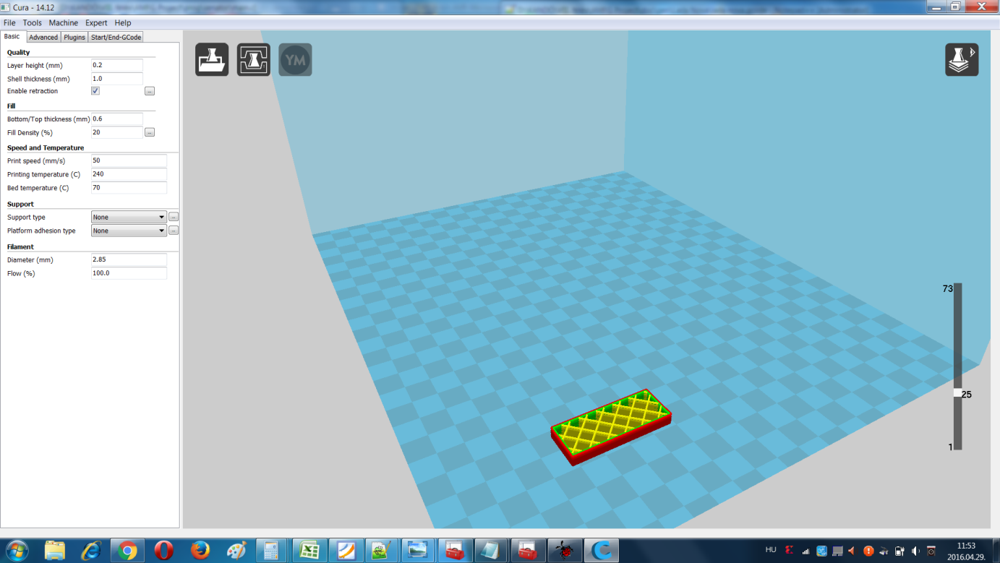 Cura - 14.12
File Tools Machine Expert Help
Basic Advanced Plugins Start/End-GCode
Quality
Layer height (mm) 0.2
Shell thickness (mm) 1.0
Enable retraction ...
Fill
Bottom/Top thickness (mm) 0.6
Fill Density (%) 20 ...
Speed and Temperature
Print speed (mm/s) 50
Printing temperature (C) 240
Bed temperature (C) 70
Support
Support type None ...
Platform adhesion type None ...
Filament
Diameter (mm) 2.85
Flow (%) 100.0
YM
73
25
1
HU
11:53
2016.04.29.